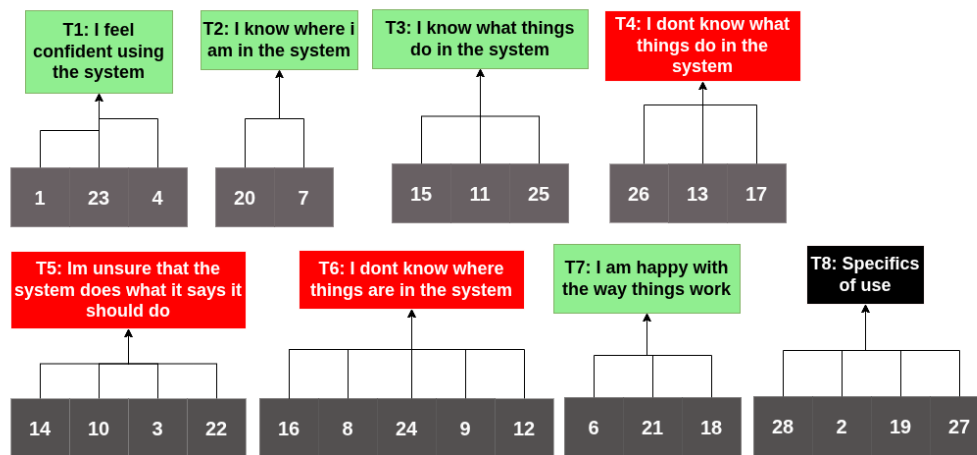 T1: I feel
confident using
the system
T2: I know where i
am in the system
T3: I know what things
do in the system
T4: I dont know what
things do in the
system
1 23 4
20 7
15 11 25
26 13 17
T5: Im unsure that the
system does what it says it
should do
T6: I dont know where
things are in the system
T7: I am happy with
the way things work
T8: Specifics
of use
14 10 3 22
16 8 24 9 12
6 21 18
28 2 19 27